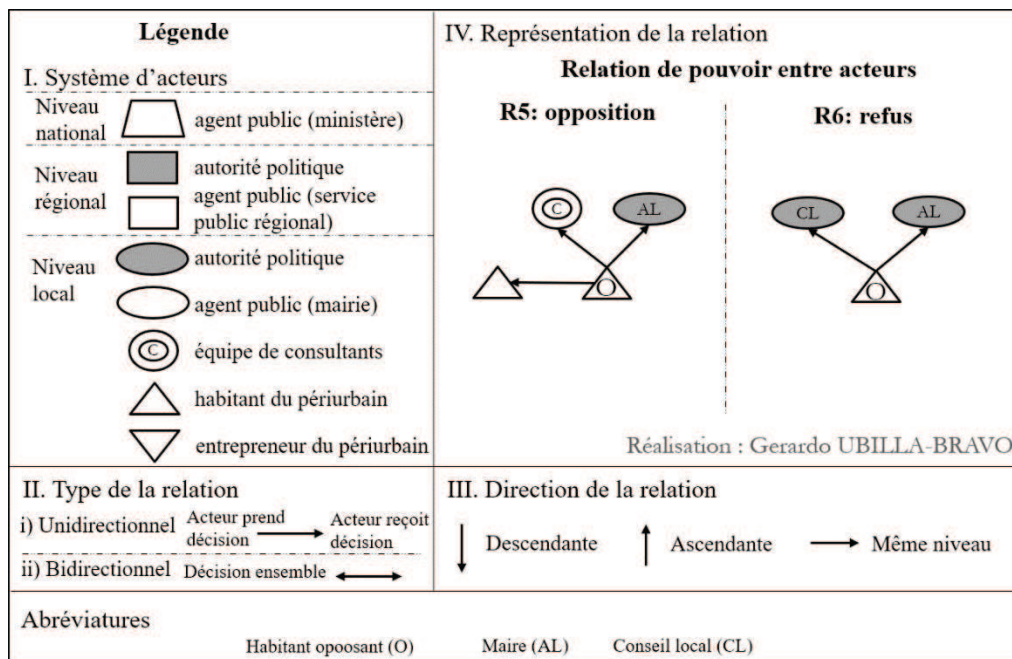 Légende
I. Système d'acteurs
Niveau
national
agent public (ministère)
Niveau
régional
autorité politique
agent public (service
public régional)
Niveau
local
autorité politique
agent public (mairie)
C
équipe de consultants
habitant du périurbain
entrepreneur du périurbain
IV. Représentation de la relation
Relation de pouvoir entre acteurs
R5: opposition
R6: refus
C
AL
O
CL
AL
O
Réalisation : Gerardo UBILLA-BRAVO
II. Type de la relation
i) Unidirectionnel
Acteur prend
décision
Acteur reçoit
décision
ii) Bidirectionnel
Décision ensemble
III. Direction de la relation
Descendante
Ascendante
Même niveau
Abréviatures
Habitant opoosant (O)
Maire (AL)
Conseil local (CL)